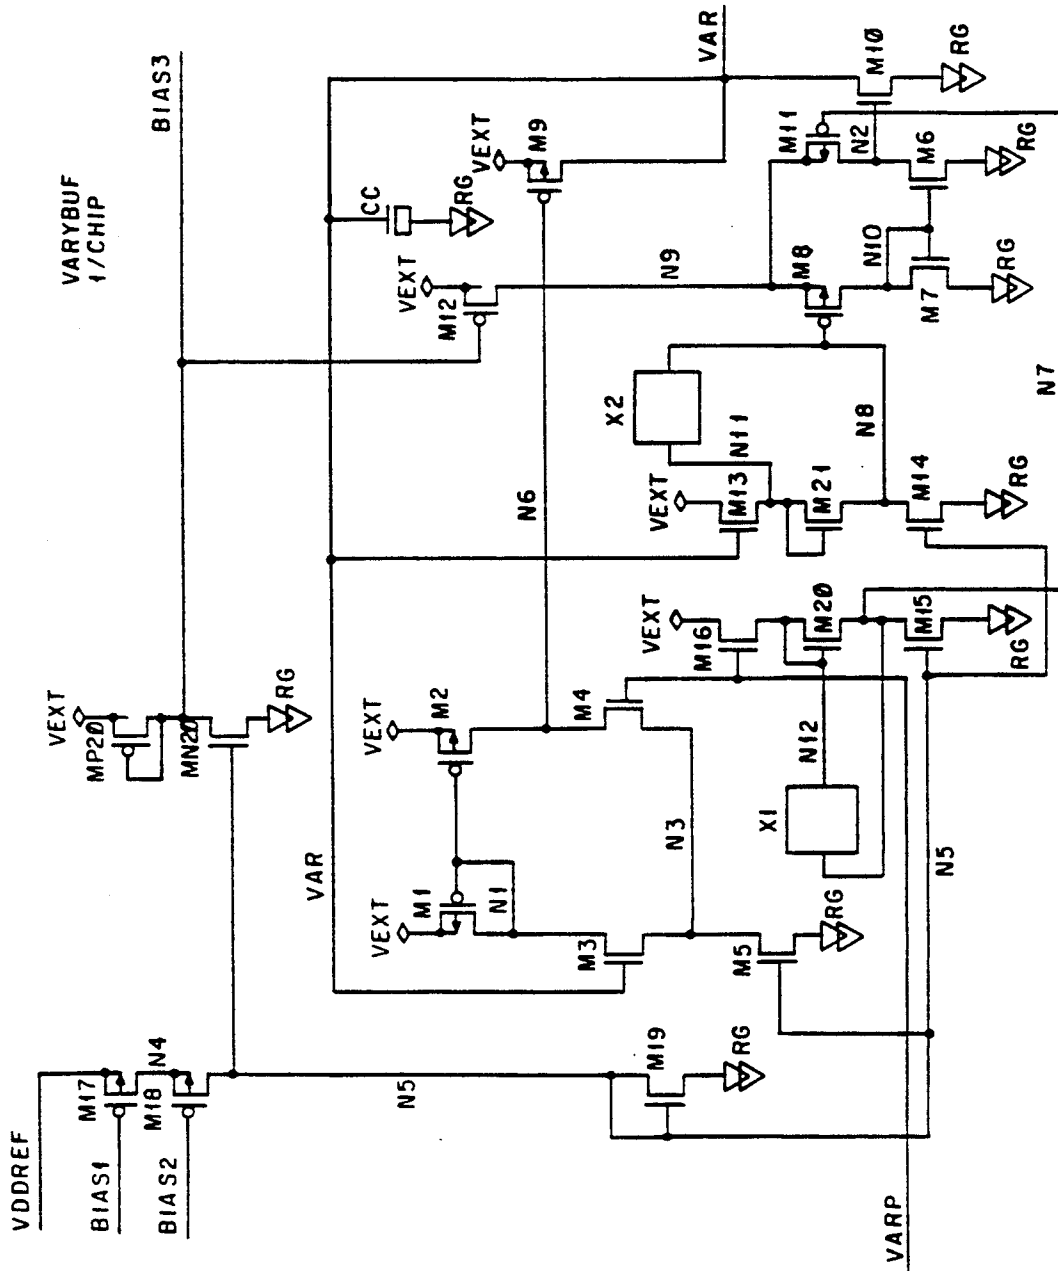 VARYBUF
1/CHIP
BIAS3
VDDREF
BIAS1
BIAS2
M17
N4
M18
N5
M19
RG
VEXT
MP20
MN20
RG
VAR
VEXT
M1
N1
VEXT
M2
M3
N3
M4
M5
RG
N6
VEXT
M12
CC
RG
VEXT
M9
N9
VAR
X1
N12
VEXT
M16
M20
M15
RG
VEXT
M13
N11
X2
M21
N8
M14
RG
M8
N10
M7
RG
M11
N2
M6
RG
M10
RG
N5
N7
VARP